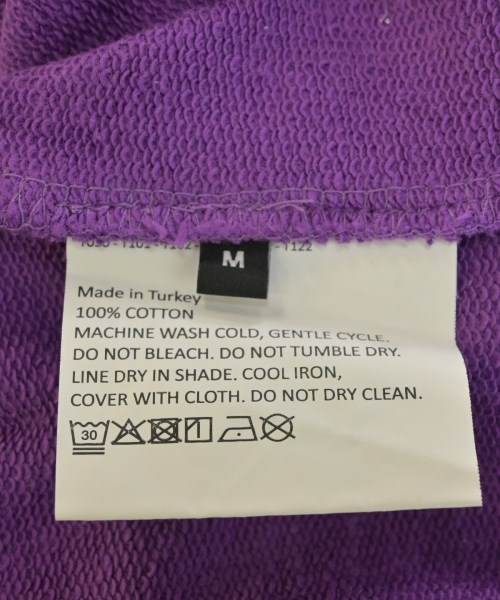 M
Made in Turkey
100% COTTON
MACHINE WASH COLD, GENTLE CYCLE.
DO NOT BLEACH. DO NOT TUMBLE DRY.
LINE DRY IN SHADE. COOL IRON,
COVER WITH CLOTH. DO NOT DRY CLEAN.
30